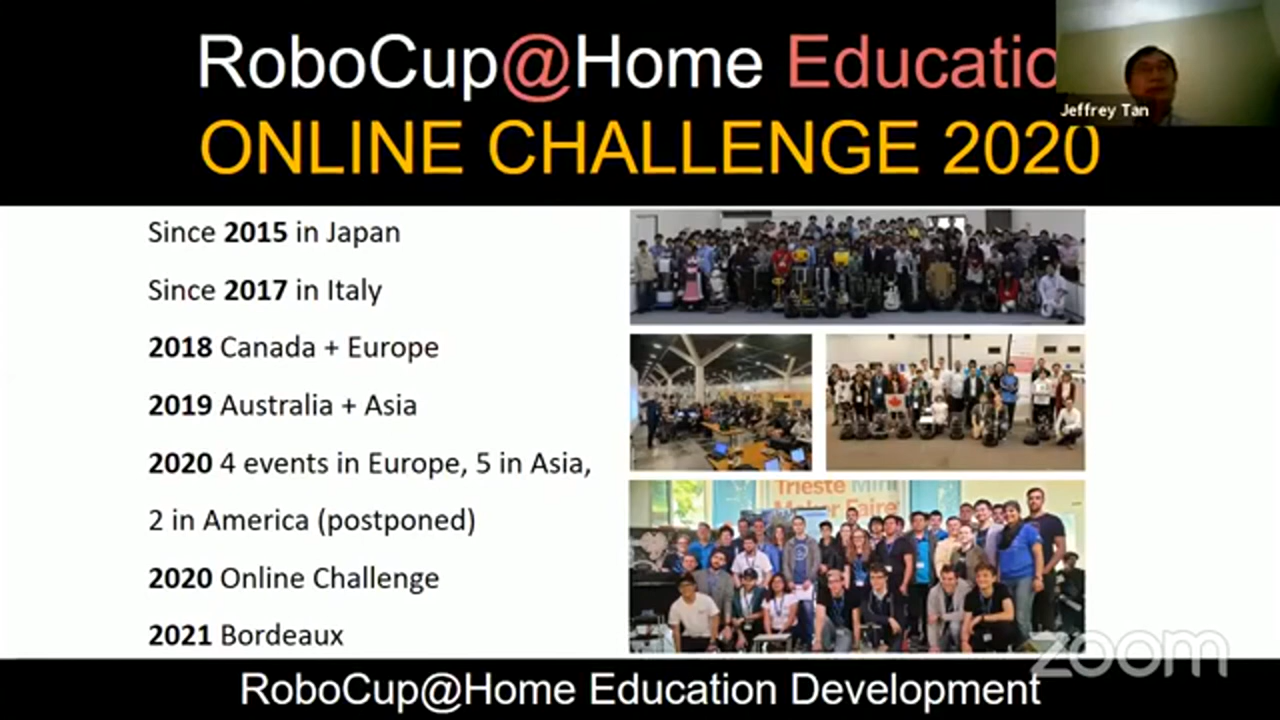 RoboCup@Home Educatio
Jeffrey Tan
ONLINE CHALLENGE 2020
Since 2015 in Japan
Since 2017 in Italy
2018 Canada + Europe
2019 Australia + Asia
2020 4 events in Europe, 5 in Asia,
2 in America (postponed)
2020 Online Challenge
2021 Bordeaux
Trieste Mini
Maker Faire
zoom
RoboCup@Home Education Development